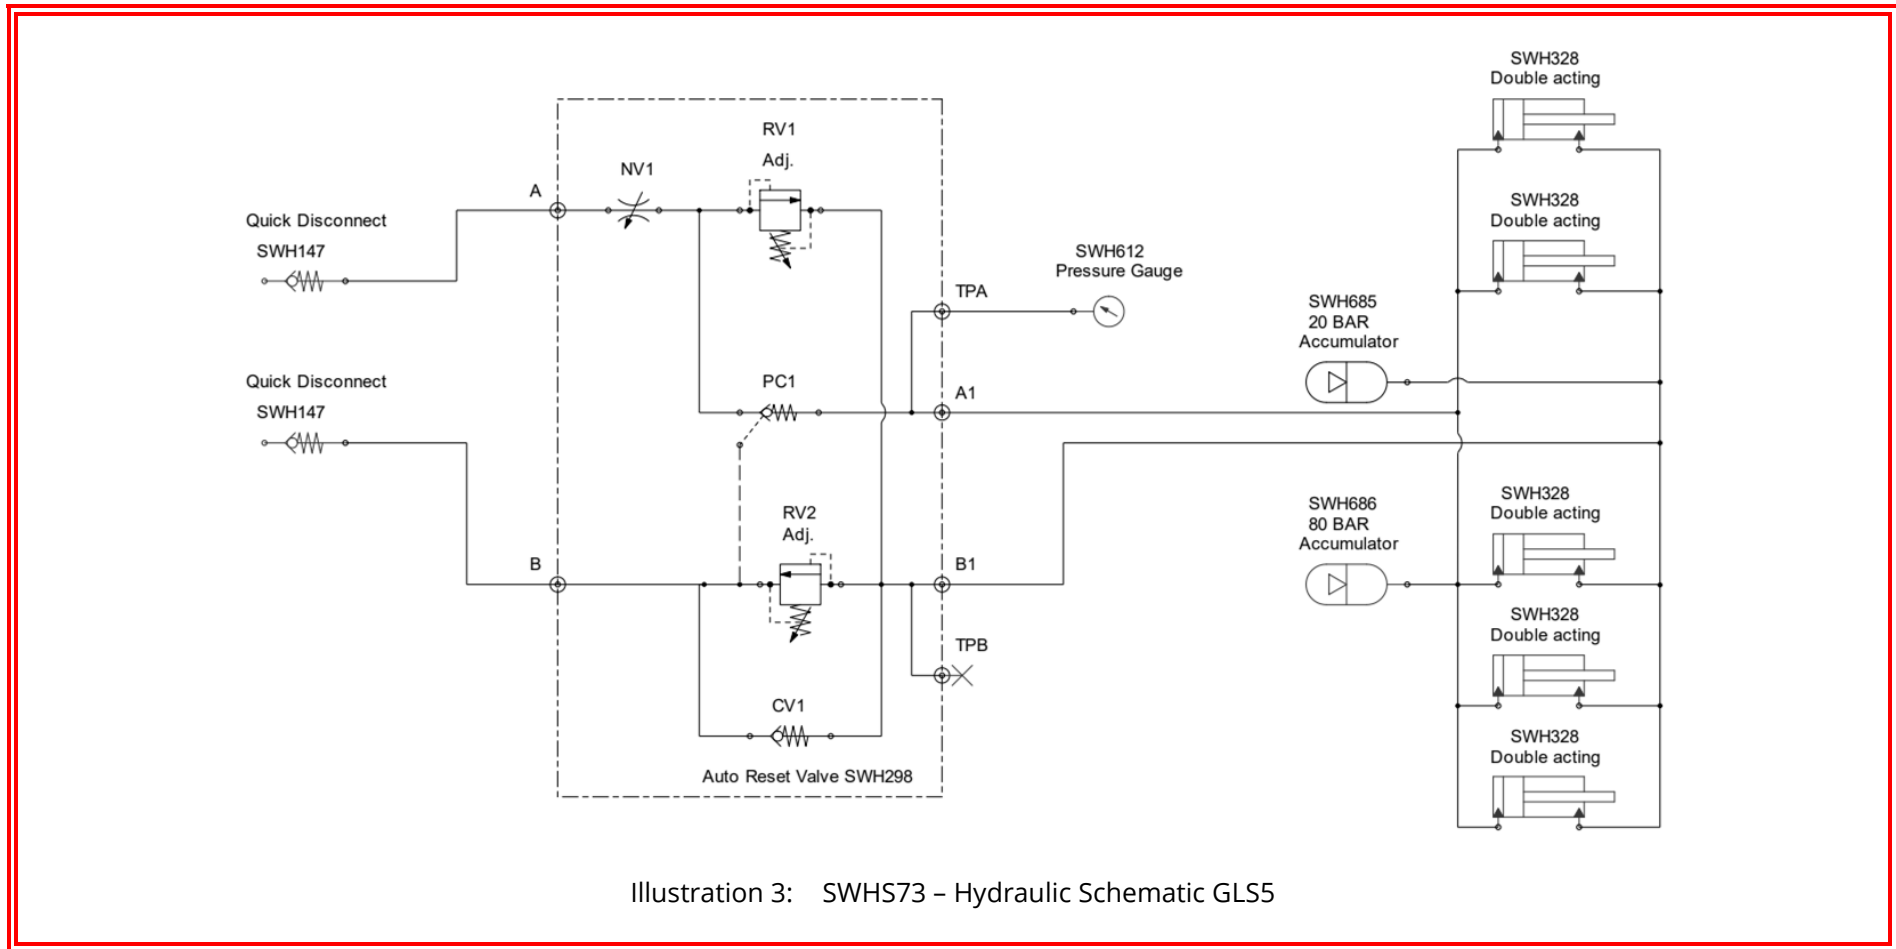 SWH328
Double acting
RV1
Adj.
NV1
A
Quick Disconnect
SWH147
SWH328
Double acting
SWH612
Pressure Gauge
TPA
SWH685
20 BAR
Accumulator
Quick Disconnect
SWH147
PC1
A1
SWH328
Double acting
SWH686
80 BAR
Accumulator
RV2
Adj.
B
B1
SWH328
Double acting
TPB
CV1
SWH328
Double acting
Auto Reset Valve SWH298
Illustration 3: SWHS73 – Hydraulic Schematic GLS5